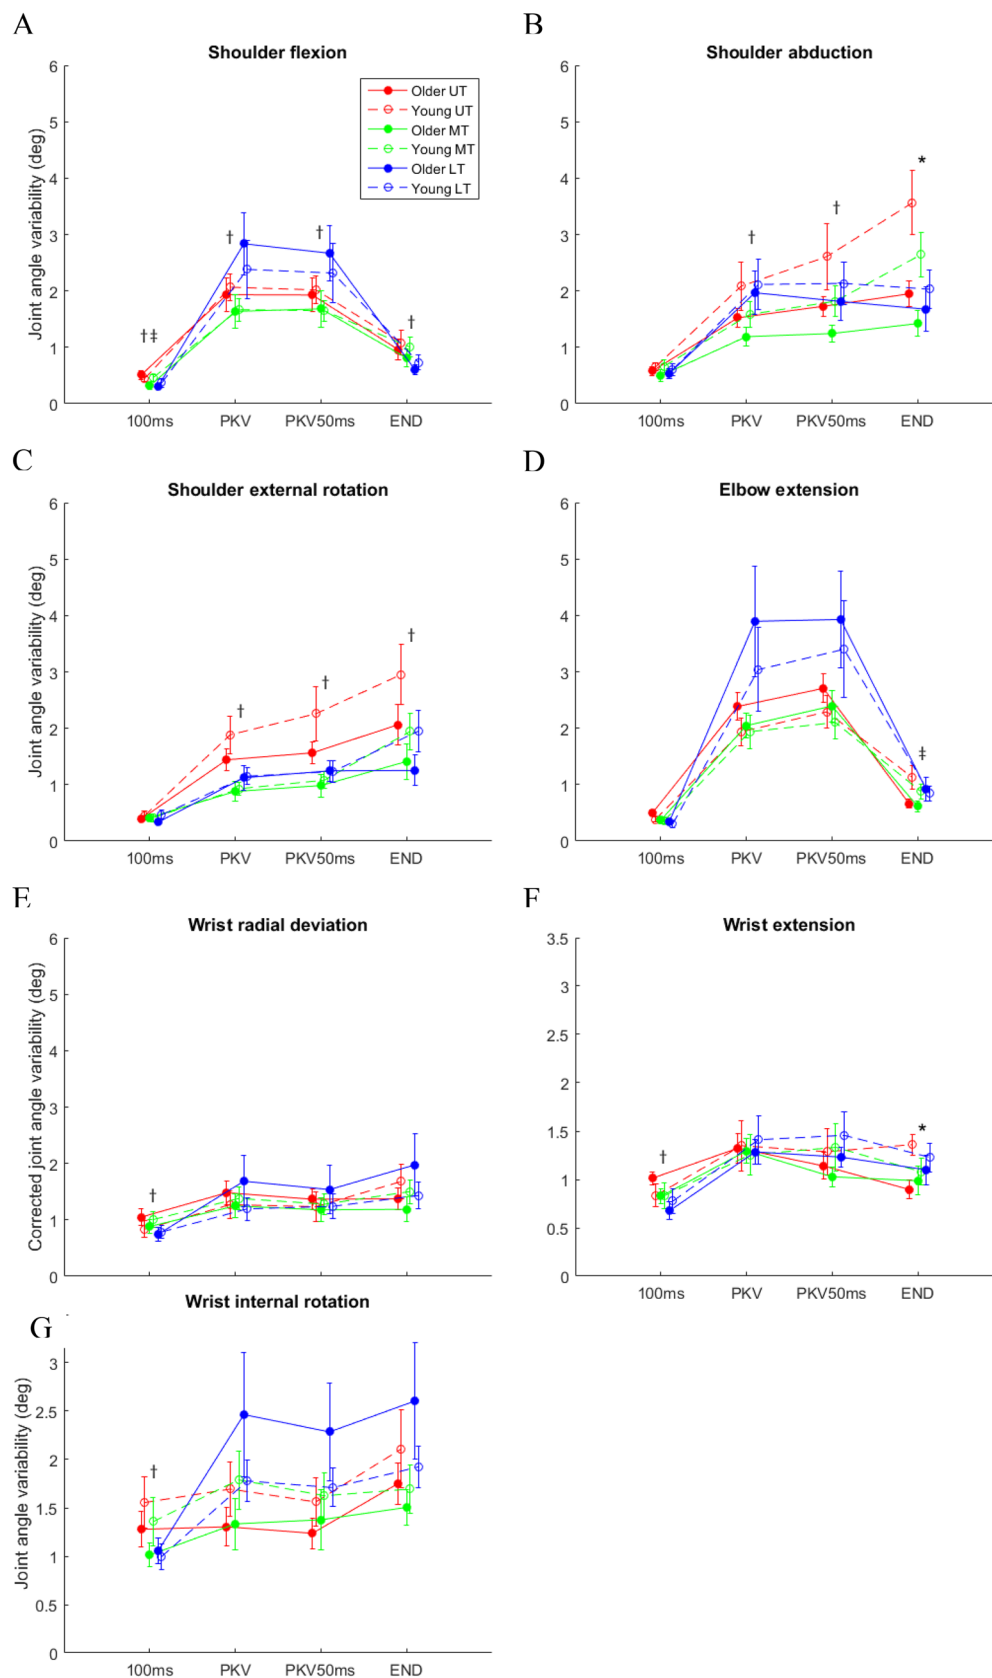 A
B
Shoulder flexion
Shoulder abduction
Joint angle variability (deg)
6
5
4
3
2
1
0
Older UT
Young UT
Older MT
Young MT
Older LT
Young LT
†‡
†
†
†
100ms
PKV
PKV50ms
END
6
5
4
3
2
1
0
†
†
*
100ms
PKV
PKV50ms
END
C
D
Shoulder external rotation
Elbow extension
Joint angle variability (deg)
6
5
4
3
2
1
0
†
†
†
100ms
PKV
PKV50ms
END
6
5
4
3
2
1
0
‡
100ms
PKV
PKV50ms
END
E
F
Wrist radial deviation
Wrist extension
Corrected joint angle variability (deg)
6
5
4
3
2
1
0
†
3.5
3
2.5
2
1.5
1
0.5
0
†
*
100ms
PKV
PKV50ms
END
Wrist internal rotation
G
Joint angle variability (deg)
3
2.5
2
1.5
1
0.5
0
†
100ms
PKV
PKV50ms
END